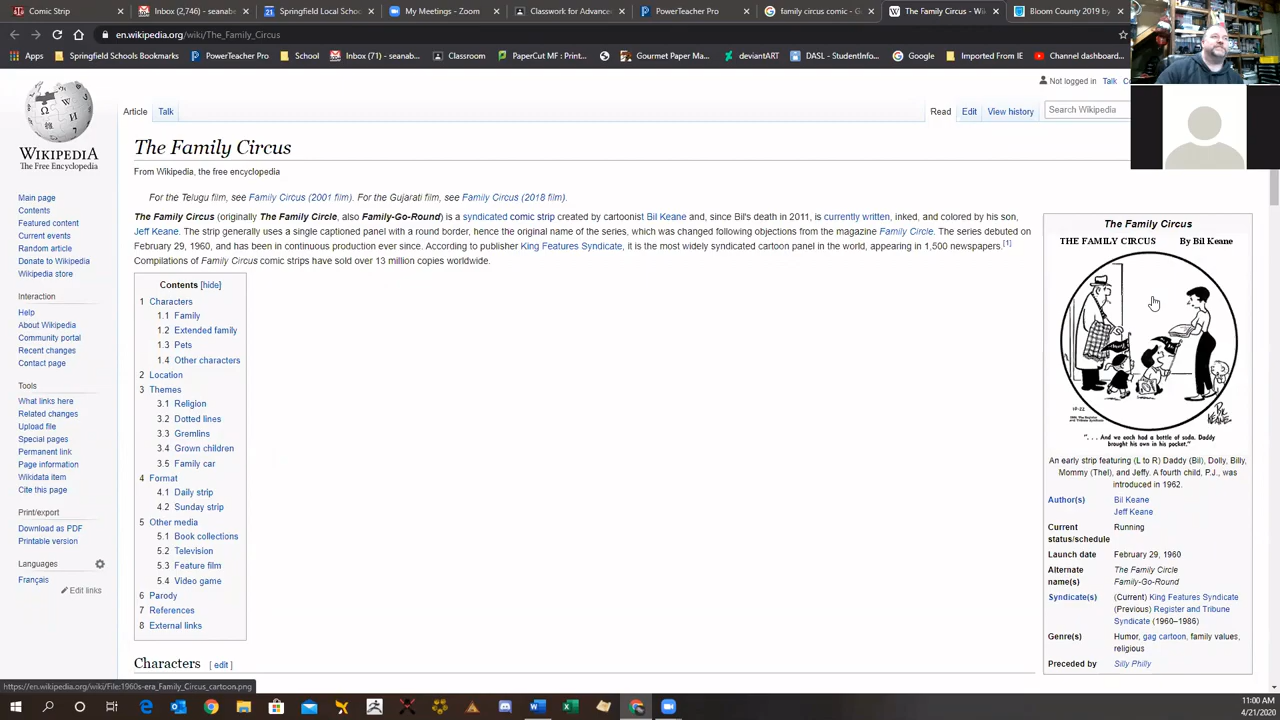 Comic Strip
Inbox (2,746) - seanab
Springfield Local Schoo
My Meetings - Zoom
Classwork for Advance
PowerTeacher Pro
family circus comic - G
The Family Circus - Wi
Bloom County 2019 by
en.wikipedia.org/wiki/The_Family_Circus
Apps
Springfield Schools Bookmarks
PowerTeacher Pro
School
Inbox (71) - seanab...
Classroom
Papercut MF : Print...
Gourmet Paper Ma...
deviantART
DASL - StudentInfo...
Google
Imported From IE
Channel dashboard...
Not logged in Talk
Article Talk
Read Edit View history
Search Wikipedia
WIKIPEDIA
The Free Encyclopedia
Main page
Contents
Featured content
Current events
Random article
Donate to Wikipedia
Wikipedia store
Interaction
Help
About Wikipedia
Community portal
Recent changes
Contact page
Tools
What links here
Related changes
Upload file
Special pages
Permanent link
Page information
Wikidata item
Cite this page
Print/export
Download as PDF
Printable version
Languages
Français
Edit links
The Family Circus
From Wikipedia, the free encyclopedia
For the Telugu film, see Family Circus (2001 film). For the Gujarati film, see Family Circus (2018 film).
The Family Circus (originally The Family Circle, also Family-Go-Round) is a syndicated comic strip created by cartoonist Bil Keane and, since Bil's death in 2011, is currently written, inked, and colored by his son,
Jeff Keane. The strip generally uses a single captioned panel with a round border, hence the original name of the series, which was changed following objections from the magazine Family Circle. The series debuted on
February 29, 1960, and has been in continuous production ever since. According to publisher King Features Syndicate, it is the most widely syndicated cartoon panel in the world, appearing in 1,500 newspapers.[1]
Compilations of Family Circus comic strips have sold over 13 million copies worldwide.
Contents [hide]
1 Characters
1.1 Family
1.2 Extended family
1.3 Pets
1.4 Other characters
2 Location
3 Themes
3.1 Religion
3.2 Dotted lines
3.3 Gremlins
3.4 Grown children
3.5 Family car
4 Format
4.1 Daily strip
4.2 Sunday strip
5 Other media
5.1 Book collections
5.2 Television
5.3 Feature film
5.4 Video game
6 Parody
7 References
8 External links
Characters [ edit ]
The Family Circus
THE FAMILY CIRCUS By Bil Keane
10-22
BIL KEANE
". . . And we each had a bottle of soda. Daddy
brought his own in his pocket."
An early strip featuring (L to R) Daddy (Bil), Dolly, Billy,
Mommy (Thel), and Jeffy. A fourth child, P.J., was
introduced in 1962.
Author(s) Bil Keane
Jeff Keane
Current Running
status/schedule
Launch date February 29, 1960
Alternate The Family Circle
name(s) Family-Go-Round
Syndicate(s) (Current) King Features Syndicate
(Previous) Register and Tribune
Syndicate (1960–1986)
Genre(s) Humor, gag cartoon, family values,
religious
Preceded by Silly Philly
https://en.wikipedia.org/wiki/File:1960s-era_Family_Circus_cartoon.png
11:00 AM
4/21/2020